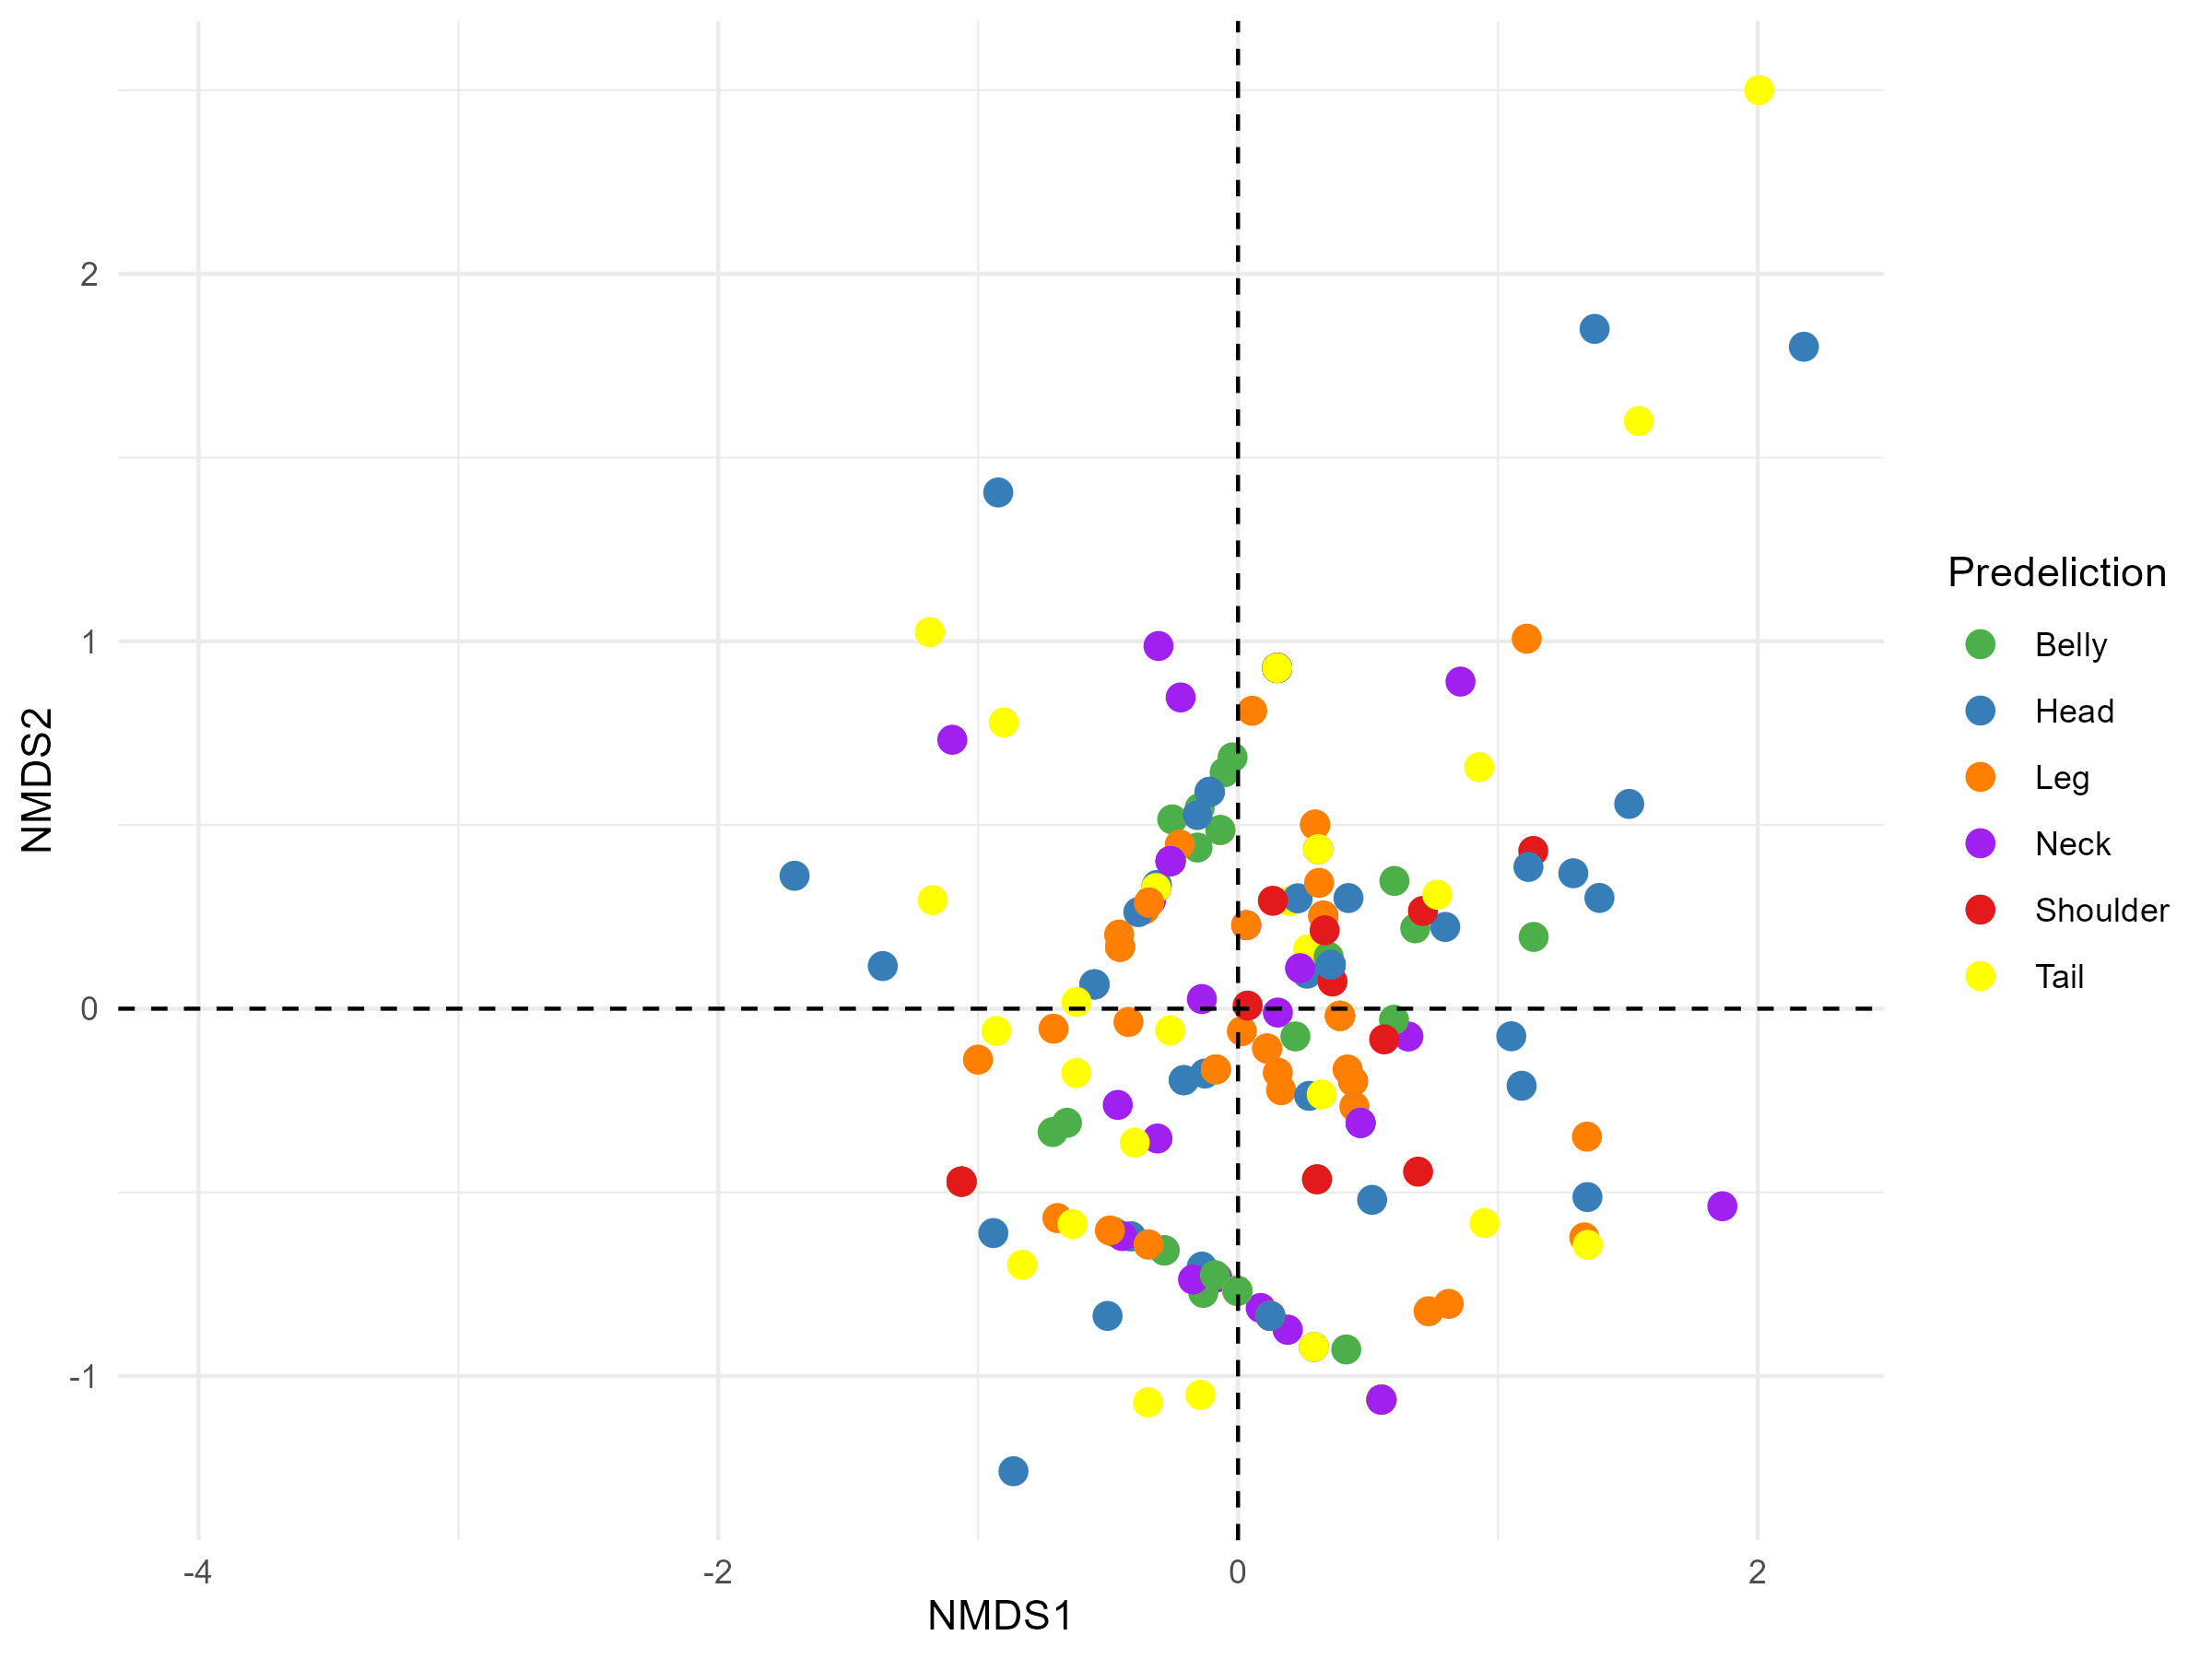 2
1
0
-1
NMDS2
-4
-2
0
2
NMDS1
Predeliction
Belly
Head
Leg
Neck
Shoulder
Tail